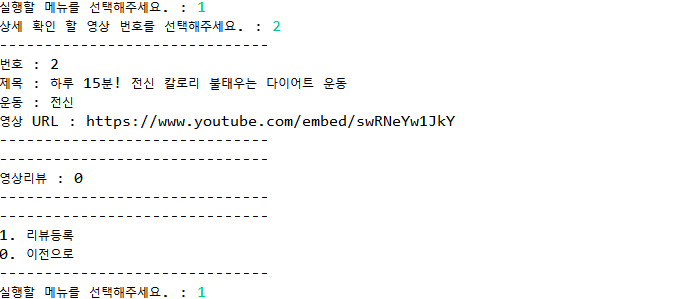 실행할 메뉴를 선택해주세요. : 1
상세 확인 할 영상 번호를 선택해주세요. : 2
------------------------------
번호 : 2
제목 : 하루 15분! 전신 칼로리 불태우는 다이어트 운동
운동 : 전신
영상 URL : https://www.youtube.com/embed/swRNeYw1JkY
------------------------------
------------------------------
영상리뷰 : 0
------------------------------
------------------------------
1. 리뷰등록
0. 이전으로
------------------------------
실행할 메뉴를 선택해주세요. : 1